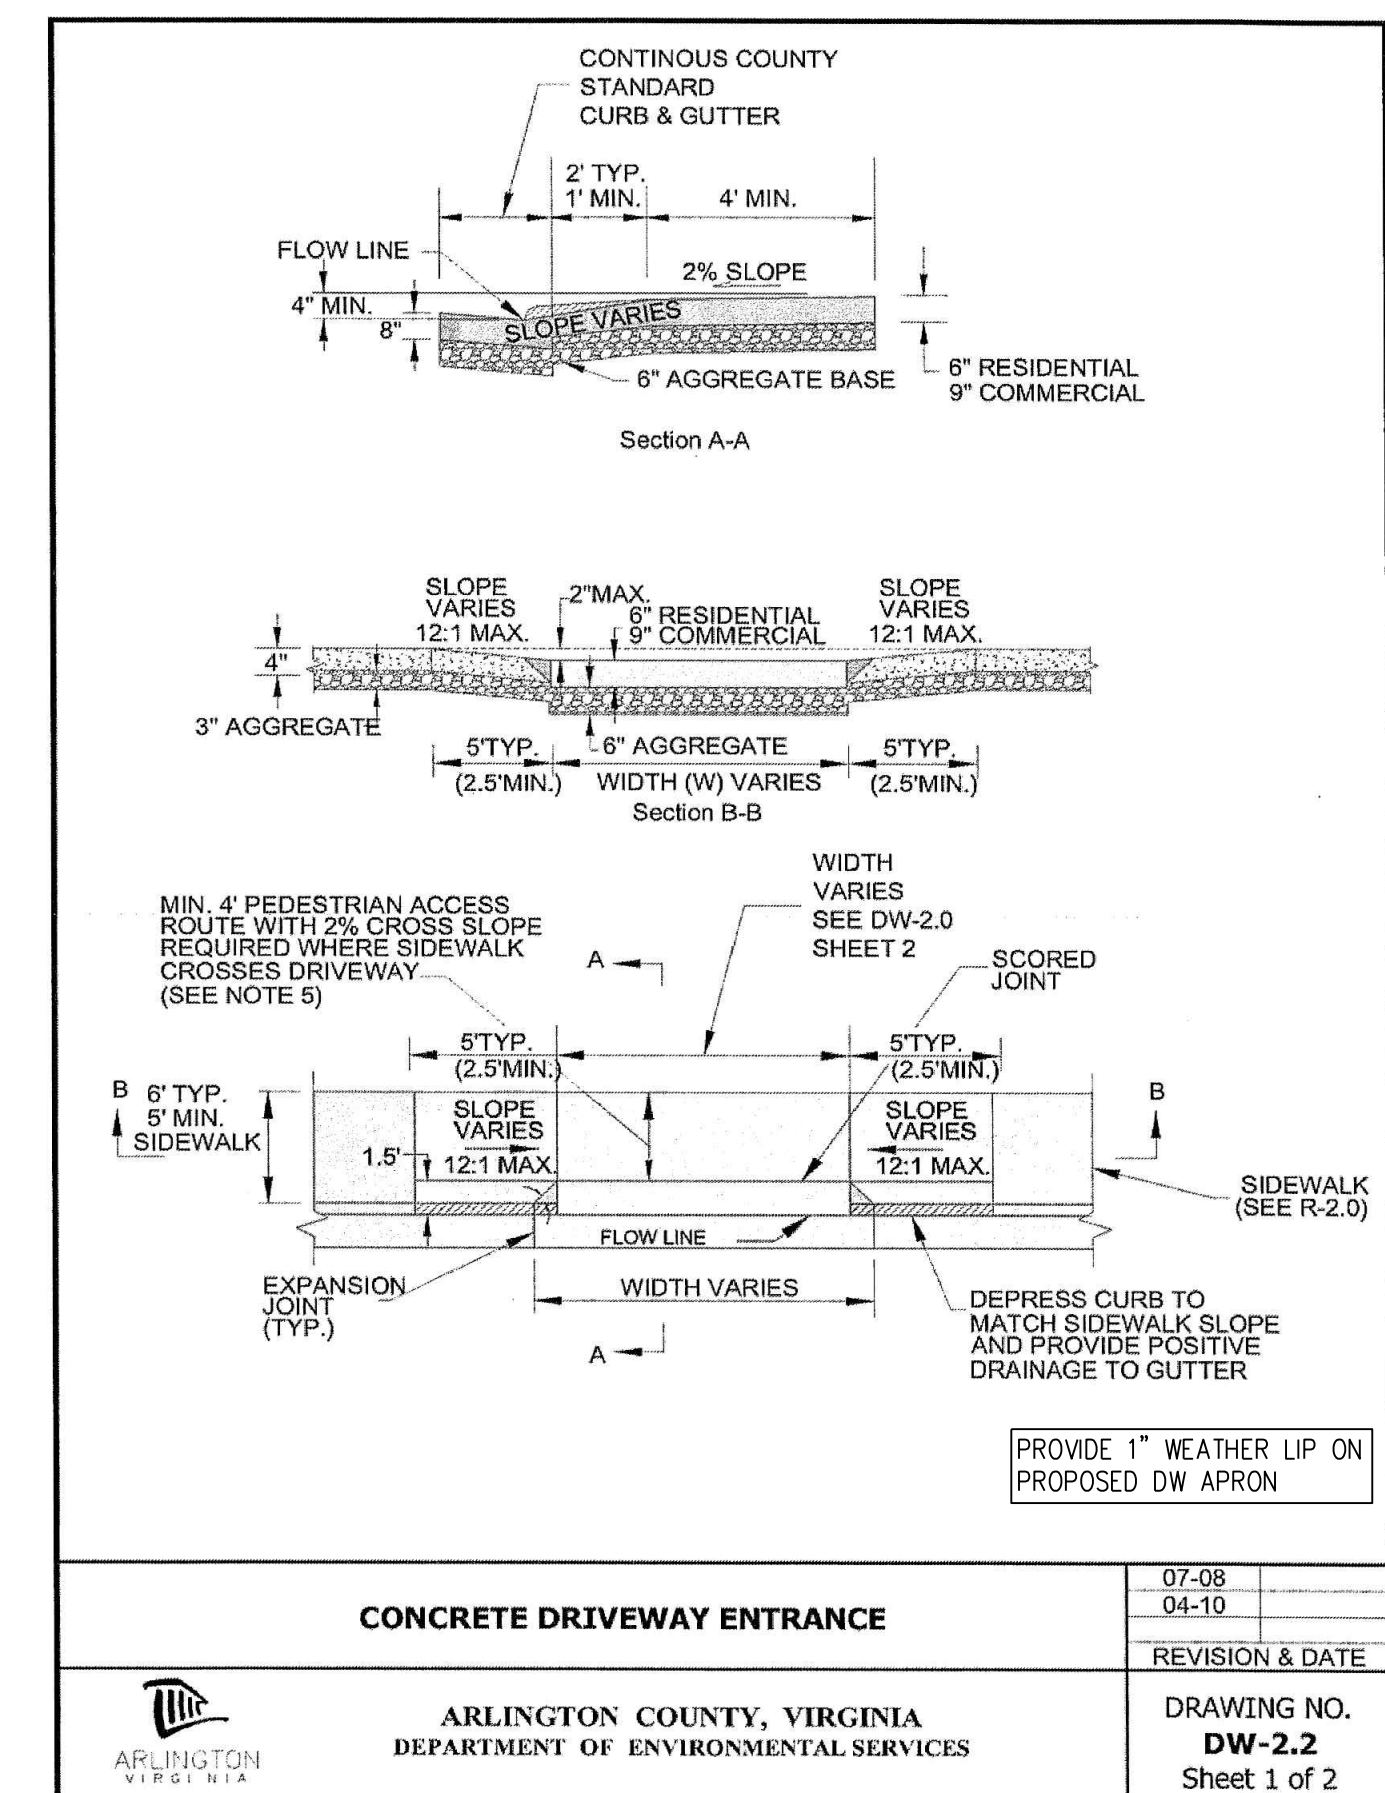 CONTINOUS COUNTY
STANDARD
CURB & GUTTER
2' TYP.
1' MIN.
4' MIN.
FLOW LINE
2% SLOPE
4" MIN.
8"
SLOPE VARIES
6" AGGREGATE BASE
6" RESIDENTIAL
9" COMMERCIAL
Section A-A
SLOPE
VARIES
12:1 MAX.
2"MAX.
6" RESIDENTIAL
9" COMMERCIAL
SLOPE
VARIES
12:1 MAX.
4"
3" AGGREGATE
5'TYP.
(2.5'MIN.)
6" AGGREGATE
WIDTH (W) VARIES
5'TYP.
(2.5'MIN.)
Section B-B
MIN. 4' PEDESTRIAN ACCESS
ROUTE WITH 2% CROSS SLOPE
REQUIRED WHERE SIDEWALK
CROSSES DRIVEWAY
(SEE NOTE 5)
WIDTH
VARIES
SEE DW-2.0
SHEET 2
A
SCORED
JOINT
5'TYP.
(2.5'MIN.)
5'TYP.
(2.5'MIN.)
B
6' TYP.
5' MIN.
SIDEWALK
SLOPE
VARIES
12:1 MAX.
1.5'
SLOPE
VARIES
12:1 MAX.
B
SIDEWALK
(SEE R-2.0)
FLOW LINE
EXPANSION
JOINT
(TYP.)
WIDTH VARIES
A
DEPRESS CURB TO
MATCH SIDEWALK SLOPE
AND PROVIDE POSITIVE
DRAINAGE TO GUTTER
PROVIDE 1" WEATHER LIP ON
PROPOSED DW APRON
CONCRETE DRIVEWAY ENTRANCE
07-08
04-10
REVISION & DATE
ARLINGTON
VIRGINIA
ARLINGTON COUNTY, VIRGINIA
DEPARTMENT OF ENVIRONMENTAL SERVICES
DRAWING NO.
DW-2.2
Sheet 1 of 2